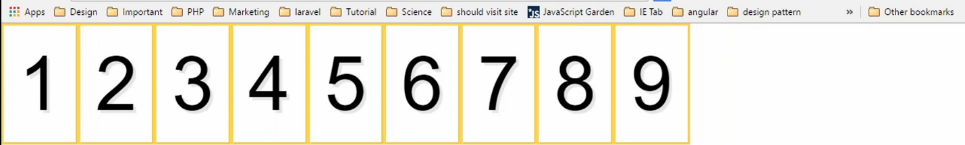 Apps Design Important PHP Marketing laravel Tutorial Science should visit site JS JavaScript Garden IE Tab angular design pattern » Other bookmarks
1 2 3 4 5 6 7 8 9